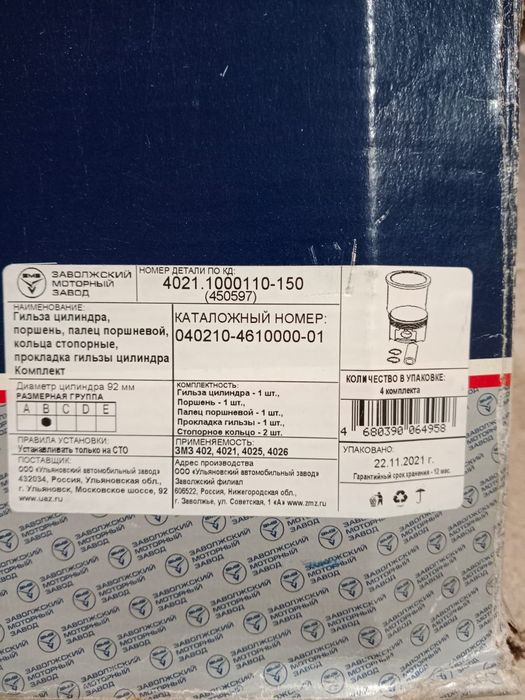 ЗМЗ
ЗАВОЛЖСКИЙ
МОТОРНЫЙ
ЗАВОД
НОМЕР ДЕТАЛИ ПО КД:
4021.1000110-150
(450597)
НАИМЕНОВАНИЕ:
Гильза цилиндра,
поршень, палец поршневой,
кольца стопорные,
прокладка гильзы цилиндра
Комплект
КАТАЛОЖНЫЙ НОМЕР:
040210-4610000-01
Диаметр цилиндра 92 мм
РАЗМЕРНАЯ ГРУППА
A B C D E
КОМПЛЕКТНОСТЬ:
Гильза цилиндра - 1 шт.,
Поршень - 1 шт.,
Палец поршневой - 1 шт.,
Прокладка гильзы - 1 шт.,
Стопорное кольцо - 2 шт.
КОЛИЧЕСТВО В УПАКОВКЕ:
4 комплекта
4 680390 064958
ПРАВИЛА УСТАНОВКИ:
Устанавливать только на СТО
ПРИМЕНЯЕМОСТЬ:
ЗМЗ 402, 4021, 4025, 4026
ПОСТАВЩИК:
ООО «Ульяновский автомобильный завод»
432034, Россия, Ульяновская обл.,
г. Ульяновск, Московское шоссе, 92
www.uaz.ru
Адрес производства
ООО «Ульяновский автомобильный завод»
Заволжский филиал
606522, Россия, Нижегородская обл.,
г. Заволжье, ул. Советская, 1 «А» www.zmz.ru
УПАКОВАНО:
22.11.2021 г.
Гарантийный срок хранения - 12 мес.
ЗАВОЛЖСКИЙ
МОТОРНЫЙ
ЗАВОД